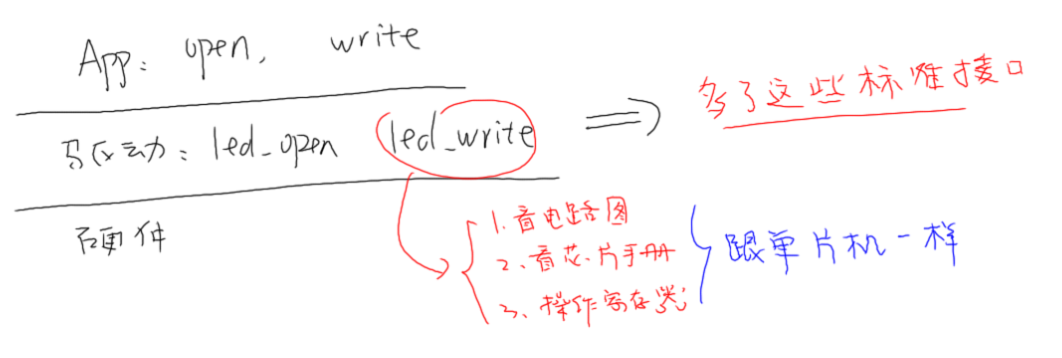 App: open, write
多了这些标准接口
驱动: led_open led_write
硬件
1. 看电路图
2、看芯片手册
3、操作寄存器
跟单片机一样